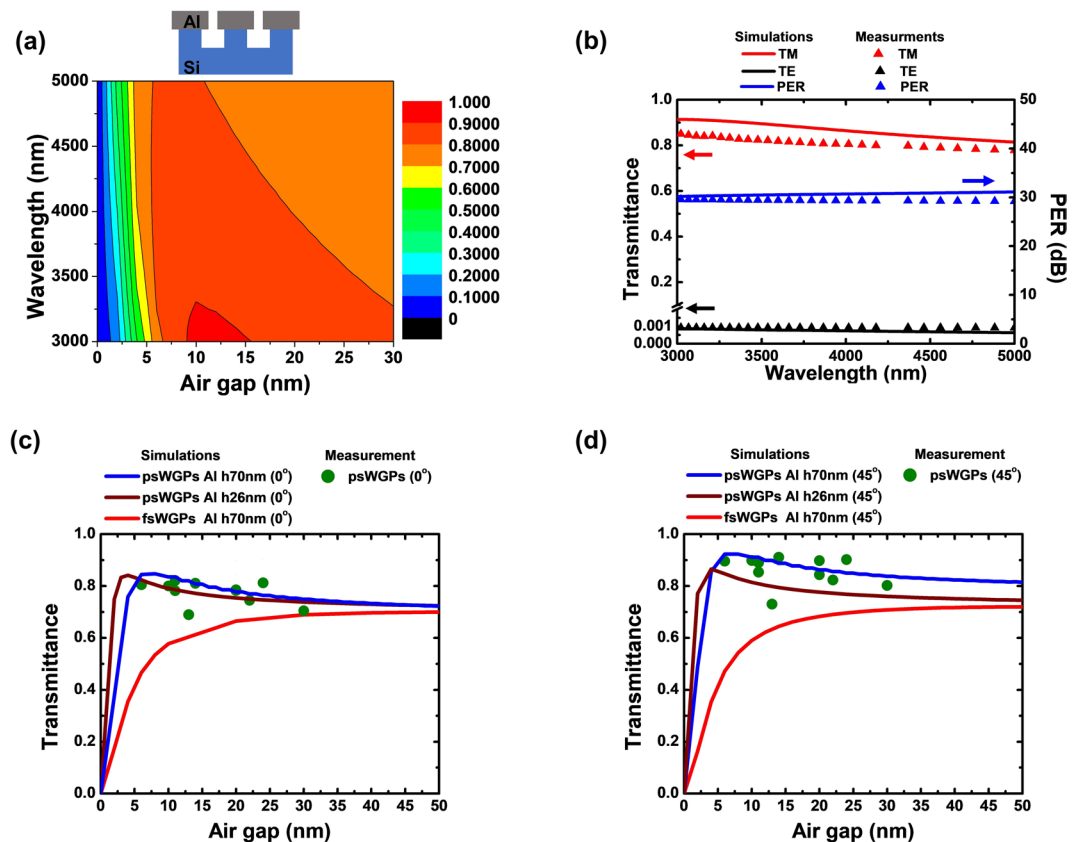 (a)
Al
Si
5000
4500
4000
3500
3000
Wavelength (nm)
0 5 10 15 20 25 30
Air gap (nm)
1.000
0.9000
0.8000
0.7000
0.6000
0.5000
0.4000
0.3000
0.2000
0.1000
0
(b)
Simulations Measurments
TM TM
TE TE
PER PER
1.0
0.8
0.6
0.4
0.2
0.001
0.000
Transmittance
50
40
30
20
10
0
PER (dB)
3000 3500 4000 4500 5000
Wavelength (nm)
(c)
Simulations Measurement
psWGPs Al h70nm (0°) psWGPs (0°)
psWGPs Al h26nm (0°)
fsWGPs Al h70nm (0°)
1.0
0.8
0.6
0.4
0.2
0.0
Transmittance
0 5 10 15 20 25 30 35 40 45 50
Air gap (nm)
(d)
Simulations Measurement
psWGPs Al h70nm (45°) psWGPs (45°)
psWGPs Al h26nm (45°)
fsWGPs Al h70nm (45°)
1.0
0.8
0.6
0.4
0.2
0.0
Transmittance
0 5 10 15 20 25 30 35 40 45 50
Air gap (nm)